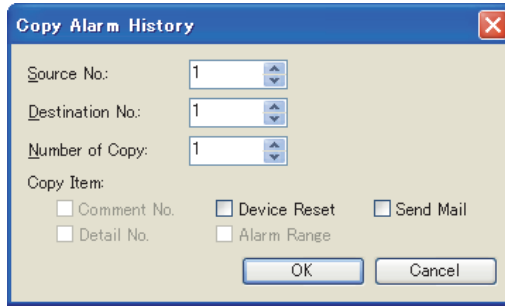 Copy Alarm History
Source No.: 1
Destination No.: 1
Number of Copy: 1
Copy Item:
Comment No. Device Reset Send Mail
Detail No. Alarm Range
OK Cancel